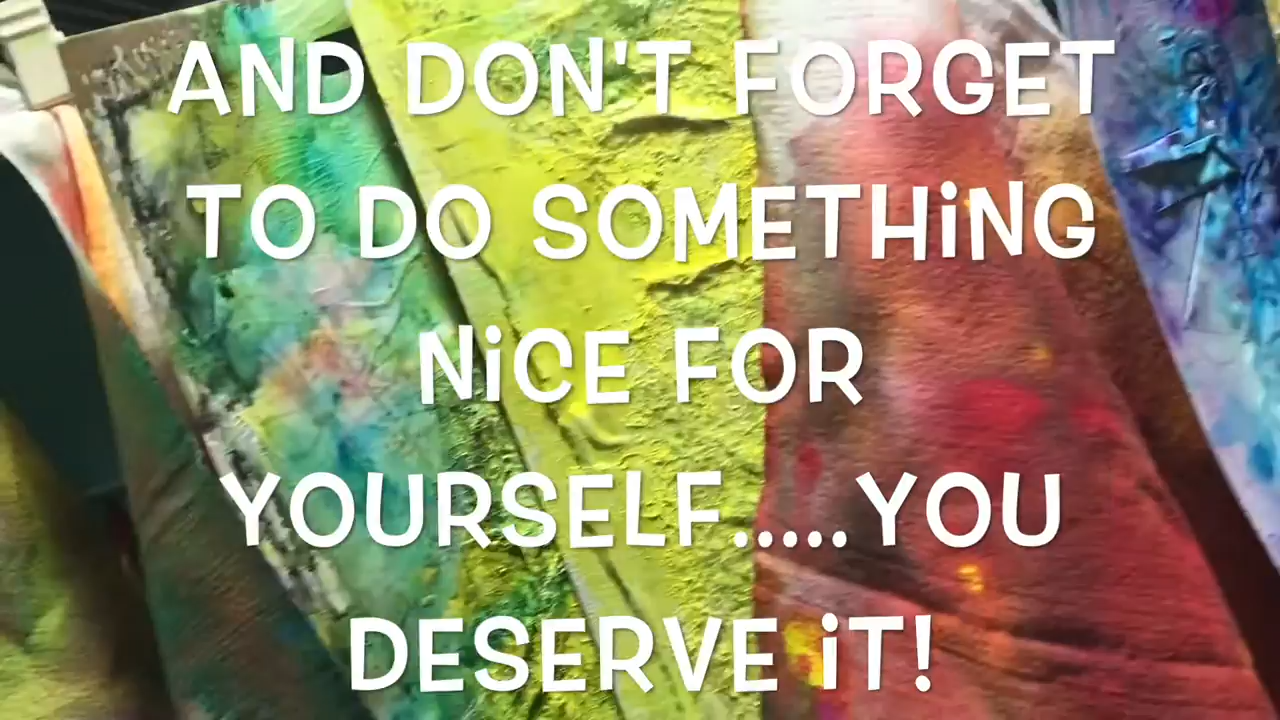 AND DON'T FORGET
TO DO SOMETHiNG
NiCE FOR
YOURSELF.....YOU
DESERVE iT!